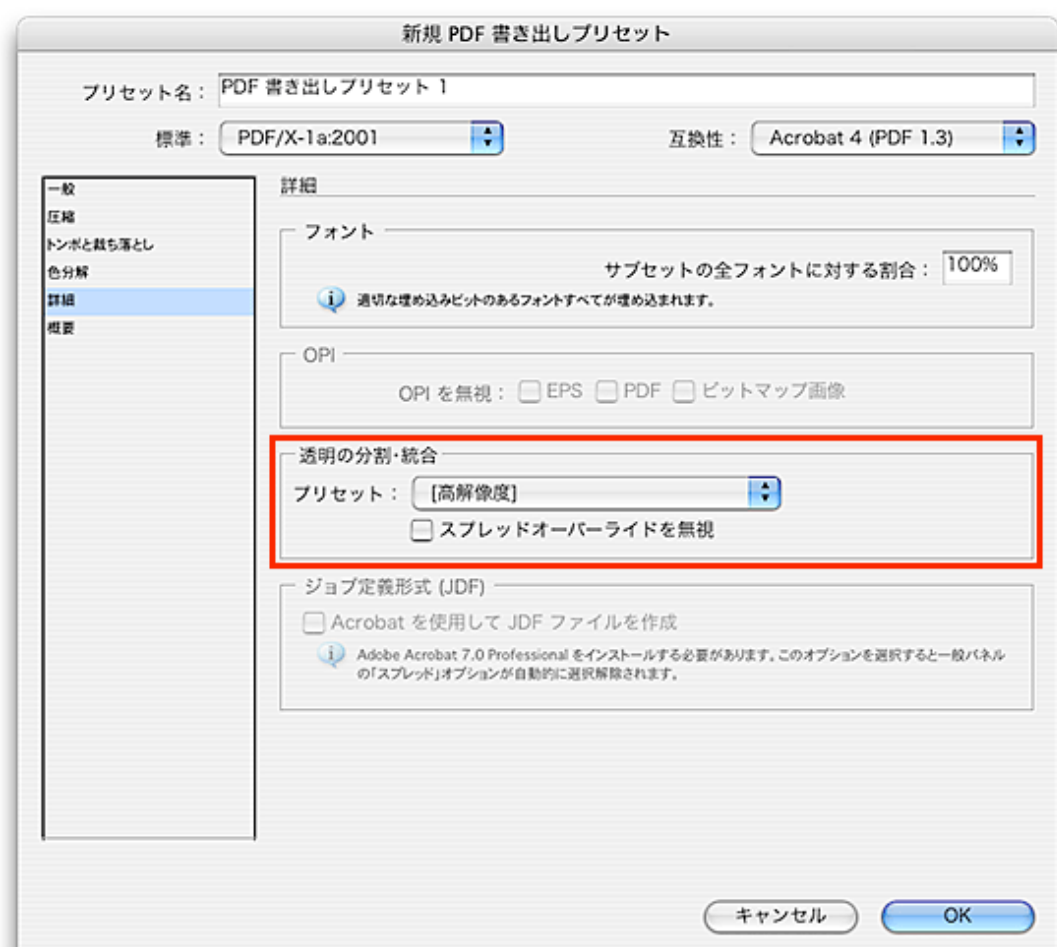 新規 PDF 書き出しプリセット
プリセット名： PDF 書き出しプリセット 1
標準： PDF/X-1a:2001 互換性： Acrobat 4 (PDF 1.3)
一般
圧縮
トンボと裁ち落とし
色分解
詳細
概要
詳細
フォント
サブセットの全フォントに対する割合： 100%
適切な埋め込みビットのあるフォントすべてが埋め込まれます。
OPI
OPI を無視： EPS PDF ビットマップ画像
透明の分割・統合
プリセット： [高解像度]
スプレッドオーバーライドを無視
ジョブ定義形式 (JDF)
Acrobat を使用して JDF ファイルを作成
Adobe Acrobat 7.0 Professional をインストールする必要があります。このオプションを選択すると一般パネル
の「スプレッド」オプションが自動的に選択解除されます。
キャンセル OK